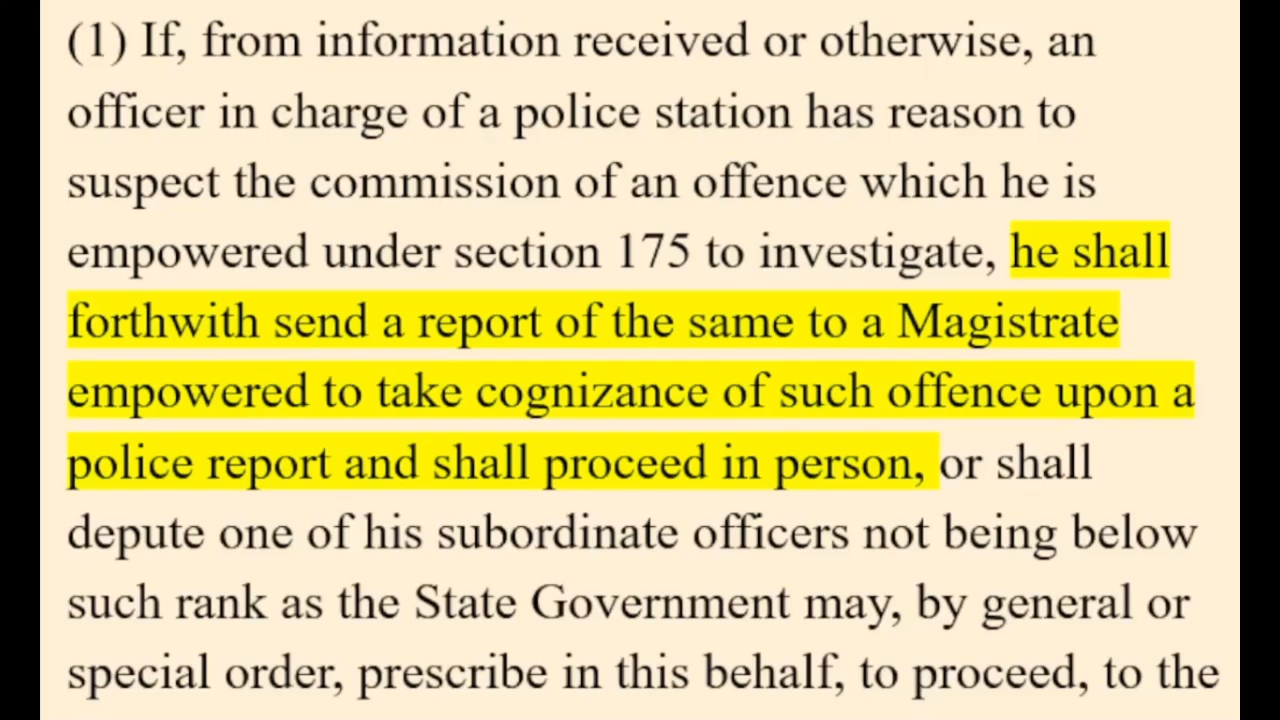 (1) If, from information received or otherwise, an
officer in charge of a police station has reason to
suspect the commission of an offence which he is
empowered under section 175 to investigate, he shall
forthwith send a report of the same to a Magistrate
empowered to take cognizance of such offence upon a
police report and shall proceed in person, or shall
depute one of his subordinate officers not being below
such rank as the State Government may, by general or
special order, prescribe in this behalf, to proceed, to the